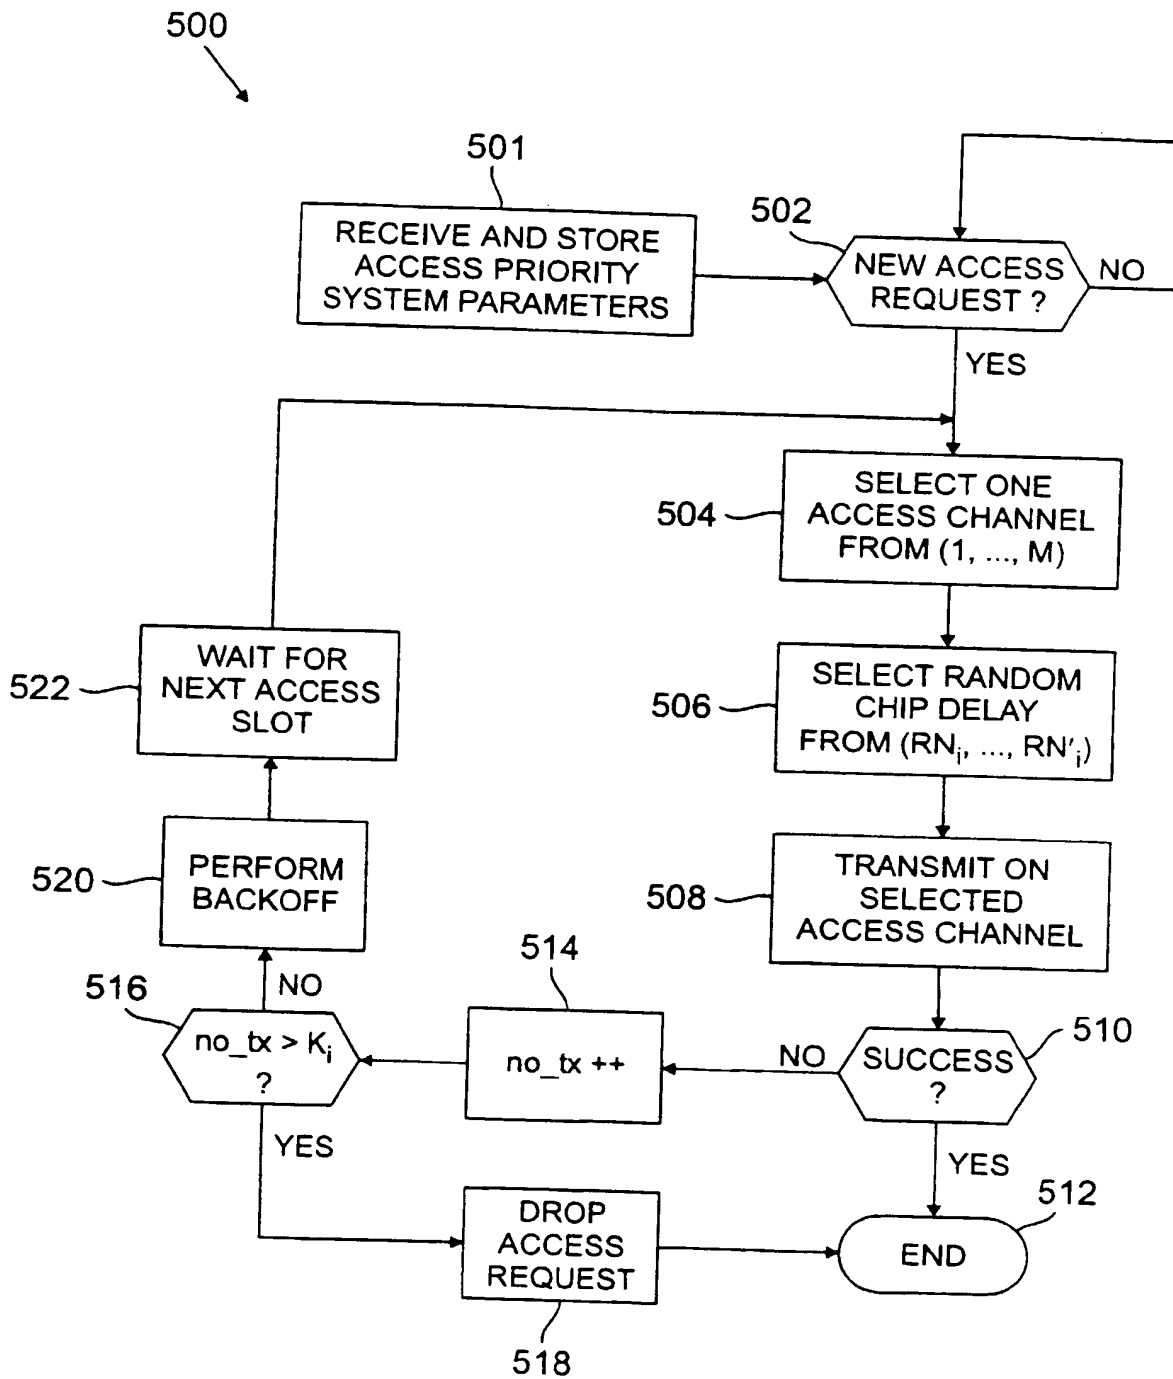 500
501
RECEIVE AND STORE
ACCESS PRIORITY
SYSTEM PARAMETERS
502
NEW ACCESS
REQUEST ?
NO
YES
504
SELECT ONE
ACCESS CHANNEL
FROM (1, ..., M)
522
WAIT FOR
NEXT ACCESS
SLOT
506
SELECT RANDOM
CHIP DELAY
FROM (RNi, ..., RN'i)
520
PERFORM
BACKOFF
508
TRANSMIT ON
SELECTED
ACCESS CHANNEL
516
NO
no_tx > Ki
?
YES
514
no_tx ++
NO
510
SUCCESS
?
YES
DROP
ACCESS
REQUEST
518
512
END